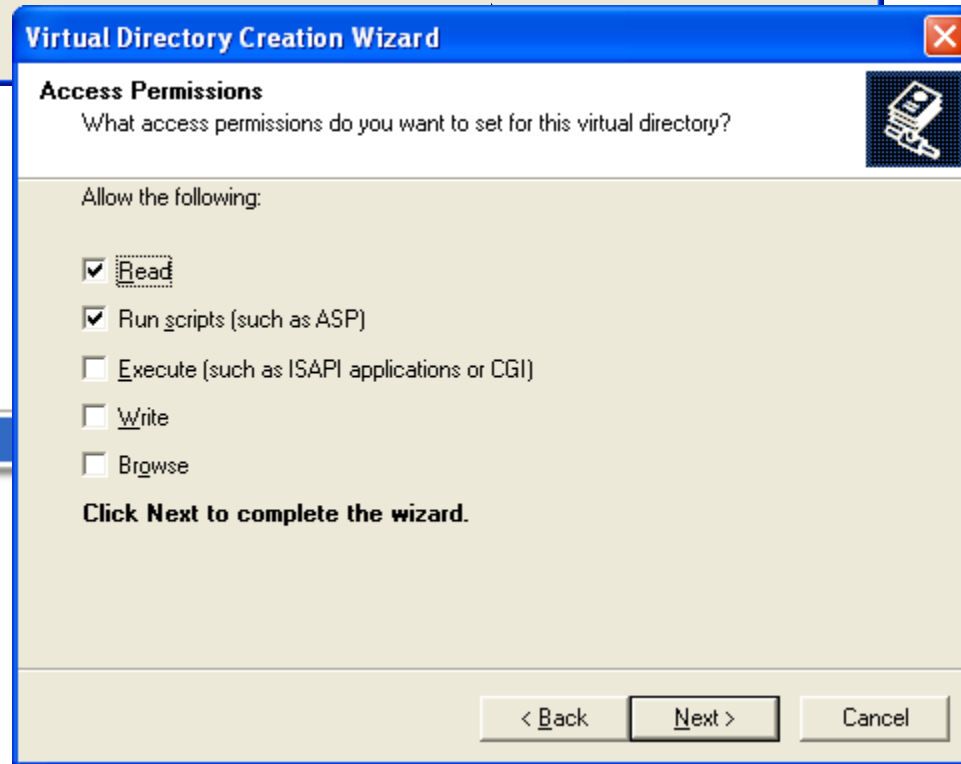 Virtual Directory Creation Wizard
Access Permissions
What access permissions do you want to set for this virtual directory?
Allow the following:
Read
Run scripts (such as ASP)
Execute (such as ISAPI applications or CGI)
Write
Browse
Click Next to complete the wizard.
< Back Next > Cancel